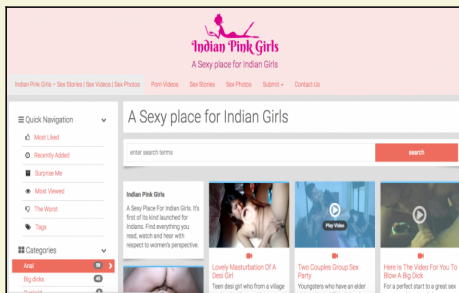 Indian Pink Girls
A Sexy place for Indian Girls
Indian Pink Girls – Sex Stories | Sex Videos | Sex Photos Porn Videos Sex Stories Sex Photos Submit Contact Us
Quick Navigation
Most Liked
Recently Added
Surprise Me
Most Viewed
The Worst
Tags
Categories
Anal
Big dicks
A Sexy place for Indian Girls
enter search terms
search
Indian Pink Girls
A Sexy Place For Indian Girls. It's
first of its kind launched for
Indians. Find everything you
read, watch and hear with
respect to women's perspective.
Lovely Masturbation Of A
Desi Girl
Teen desi girl who from a village
Play Video
Two Couples Group Sex
Party
Youngsters who have an elder
Here Is The Video For You To
Blow A Big Dick
For a perfect start to a great sex